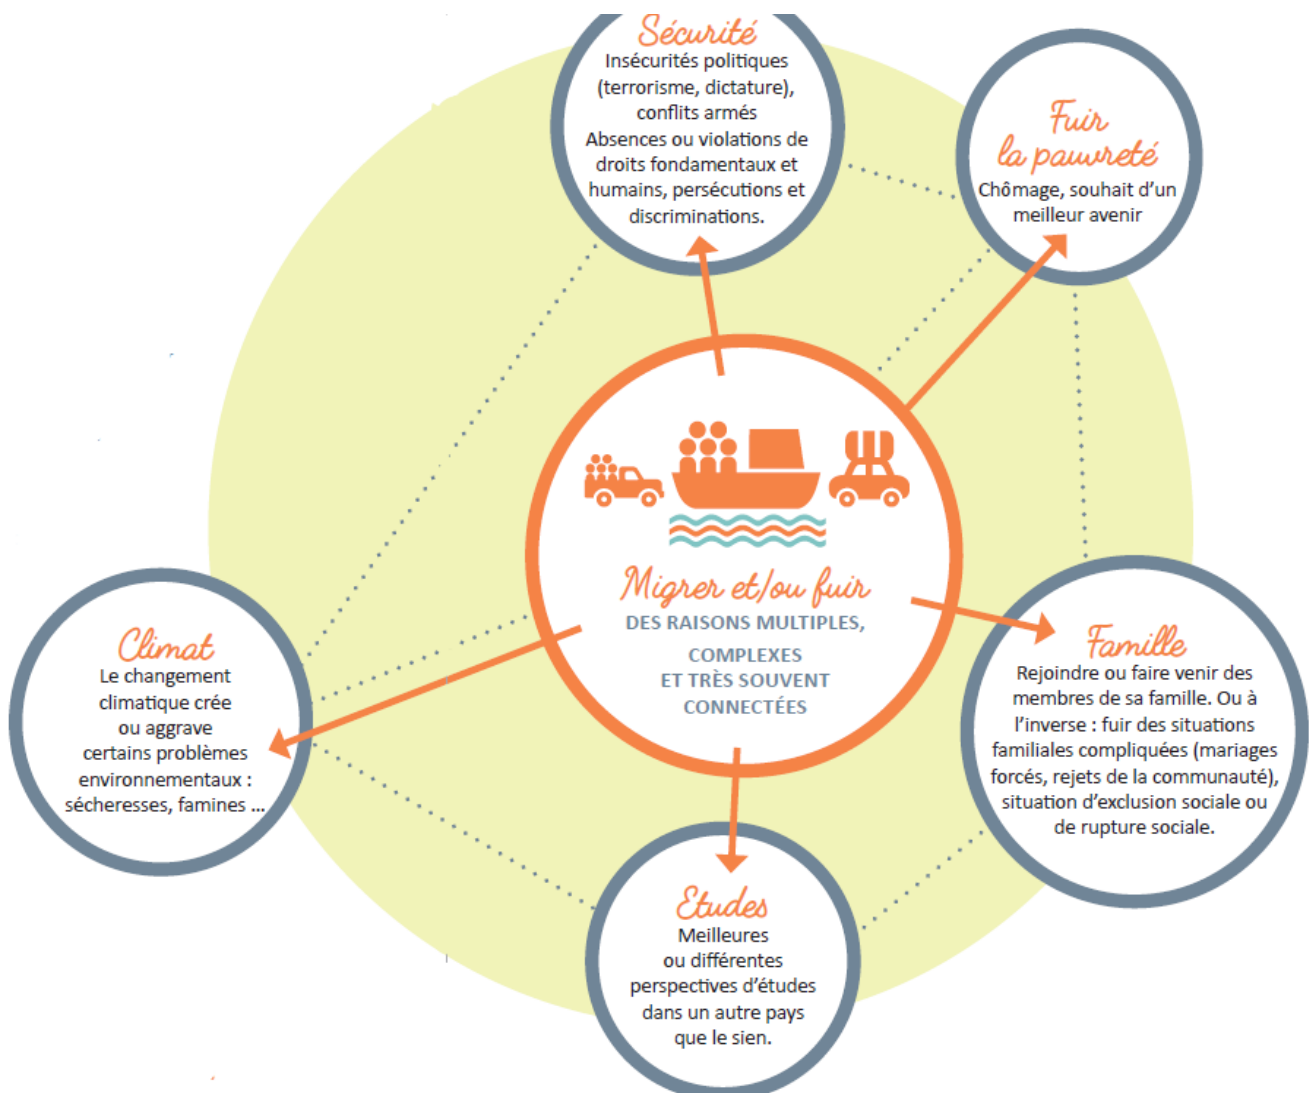 Sécurité
Insécurités politiques
(terrorisme, dictature),
conflits armés
Absences ou violations de
droits fondamentaux et
humains, persécutions et
discriminations.
Fuir
la pauvreté
Chômage, souhait d'un
meilleur avenir
Migrer et/ou fuir
DES RAISONS MULTIPLES,
COMPLEXES
ET TRÈS SOUVENT
CONNECTÉES
Climat
Le changement
climatique crée
ou aggrave
certains problèmes
environnementaux :
sécheresses, famines ...
Famille
Rejoindre ou faire venir des
membres de sa famille. Ou à
l'inverse : fuir des situations
familiales compliquées (mariages
forcés, rejets de la communauté),
situation d'exclusion sociale ou
de rupture sociale.
Etudes
Meilleures
ou différentes
perspectives d'études
dans un autre pays
que le sien.